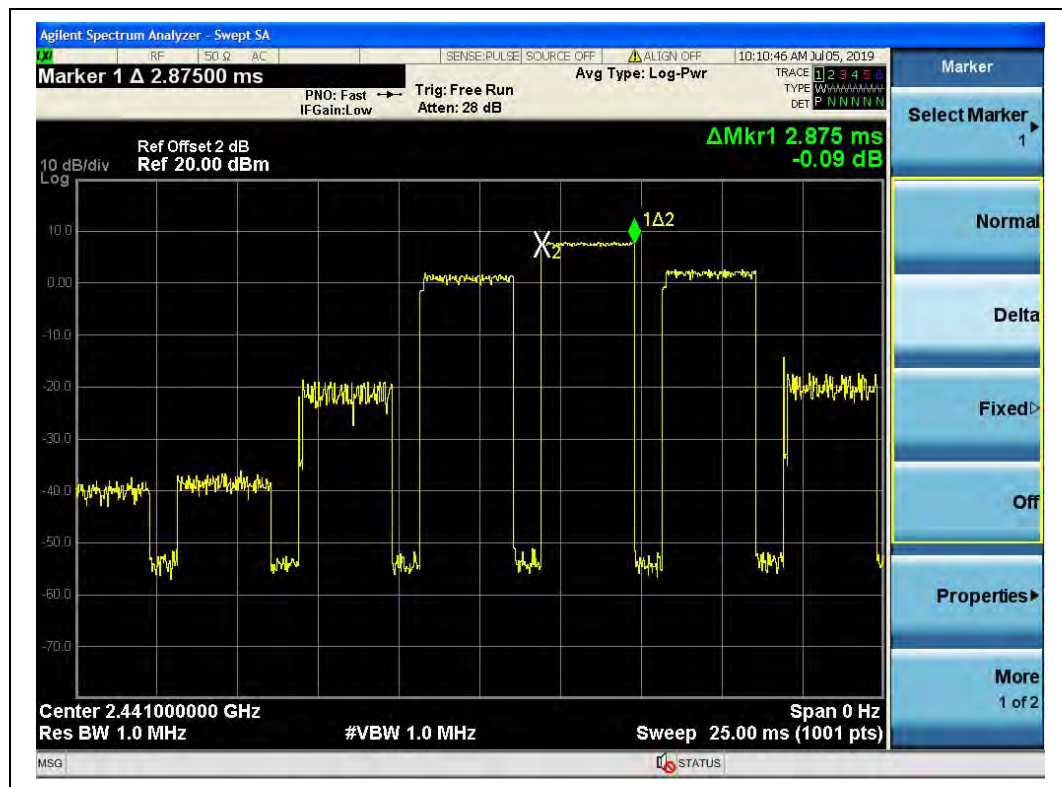 Agilent Spectrum Analyzer - Swept SA
LXI RF 50 Ω AC SENSE:PULSE SOURCE OFF ALIGN OFF 10:10:46 AM Jul 05, 2019
Marker 1 Δ 2.87500 ms
PNO: Fast
IFGain:Low
Trig: Free Run
Atten: 28 dB
Avg Type: Log-Pwr
TRACE 1 2 3 4 5 6
TYPE
DET P N N N N N
ΔMkr1 2.875 ms
-0.09 dB
Ref Offset 2 dB
10 dB/div Ref 20.00 dBm
Log
10.0
0.00
-10.0
-20.0
-30.0
-40.0
-50.0
-60.0
-70.0
1Δ2
X2
Center 2.441000000 GHz
Span 0 Hz
Res BW 1.0 MHz
#VBW 1.0 MHz
Sweep 25.00 ms (1001 pts)
MSG
STATUS
Marker
Select Marker
1
Normal
Delta
Fixed
Off
Properties
More
1 of 2